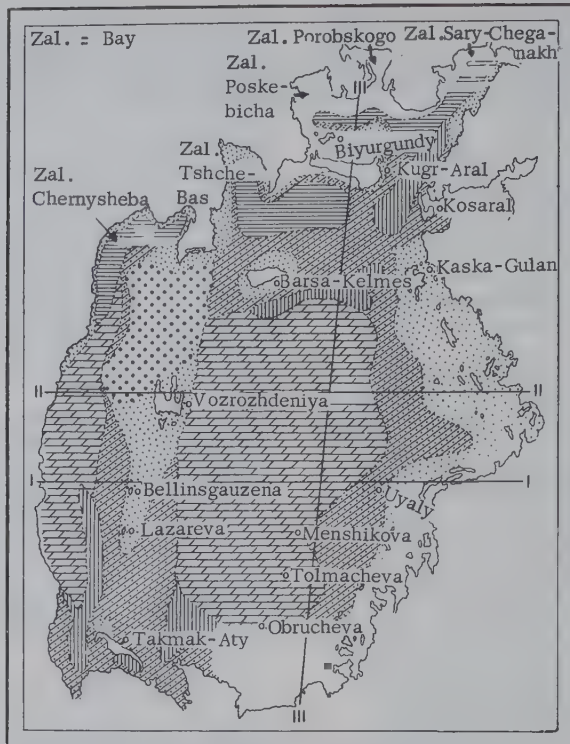 Zal. = Bay
Zal. Porobskogo
Zal. Sary-Chega-
nakh
Zal.
Poske-
bicha
III
Biyurgundy
Zal.
Tshche-
Bas
Kugr-Aral
Zal.
Chernysheba
Kosaral
Kaska-Gulan
Barsa-Kelmes
II
II
Vozrozhdeniya
I
I
Bellinsgauzena
Uyaly
Lazareva
Menshikova
Tolmacheva
Obrucheva
Takmak-Aty
III